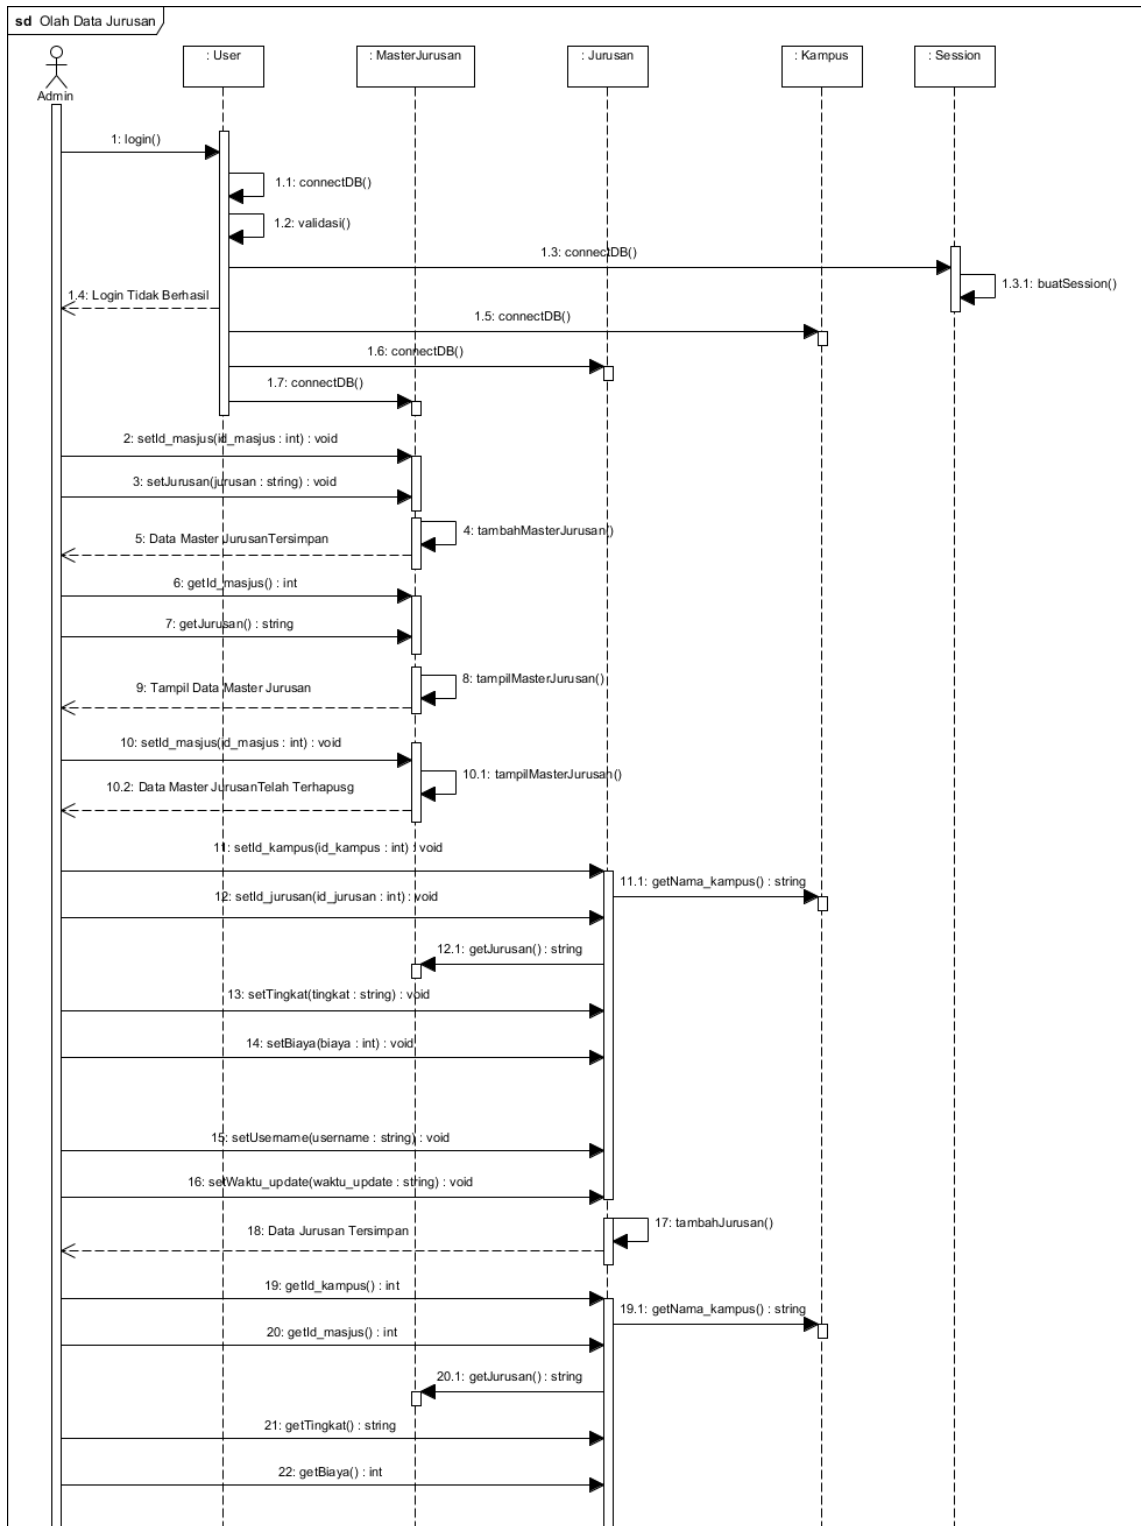 sd Olah Data Jurusan
: User
: MasterJurusan
: Jurusan
: Kampus
: Session
Admin
1: login()
1.1: connectDB()
1.2: validasi()
1.3: connectDB()
1.3.1: buatSession()
1.4: Login Tidak Berhasil
1.5: connectDB()
1.6: connectDB()
1.7: connectDB()
2: setId_masjus(id_masjus : int) : void
3: setJurusan(jurusan : string) : void
4: tambahMasterJurusan()
5: Data Master JurusanTersimpan
6: getId_masjus() : int
7: getJurusan() : string
8: tampilMasterJurusan()
9: Tampil Data Master Jurusan
10: setId_masjus(id_masjus : int) : void
10.1: tampilMasterJurusan()
10.2: Data Master JurusanTelah Terhapusg
11: setId_kampus(id_kampus : int) : void
11.1: getNama_kampus() : string
12: setId_jurusan(id_jurusan : int) : void
12.1: getJurusan() : string
13: setTingkat(tingkat : string) : void
14: setBiaya(biaya : int) : void
15: setUsername(username : string) : void
16: setWaktu_update(waktu_update : string) : void
17: tambahJurusan()
18: Data Jurusan Tersimpan
19: getId_kampus() : int
19.1: getNama_kampus() : string
20: getId_masjus() : int
20.1: getJurusan() : string
21: getTingkat() : string
22: getBiaya() : int